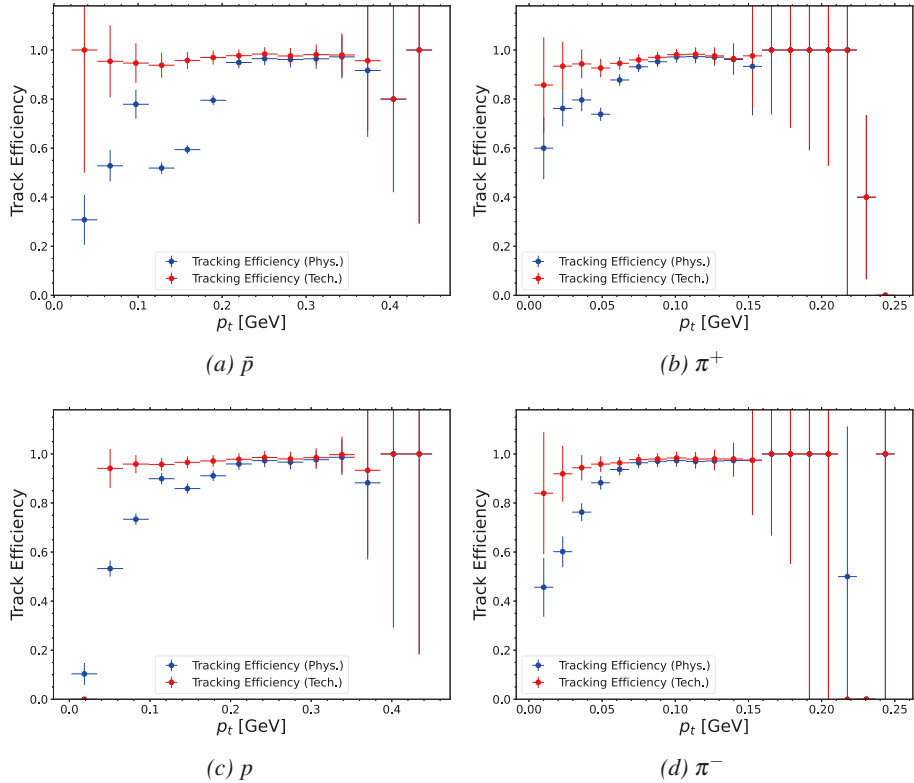 Track Efficiency
1.0
0.8
0.6
0.4
0.2
0.0
Tracking Efficiency (Phys.)
Tracking Efficiency (Tech.)
0.0 0.1 0.2 0.3 0.4
p_t [GeV]
(a) p̄
Track Efficiency
1.0
0.8
0.6
0.4
0.2
0.0
Tracking Efficiency (Phys.)
Tracking Efficiency (Tech.)
0.00 0.05 0.10 0.15 0.20 0.25
p_t [GeV]
(b) π⁺
Track Efficiency
1.0
0.8
0.6
0.4
0.2
0.0
Tracking Efficiency (Phys.)
Tracking Efficiency (Tech.)
0.0 0.1 0.2 0.3 0.4
p_t [GeV]
(c) p
Track Efficiency
1.0
0.8
0.6
0.4
0.2
0.0
Tracking Efficiency (Phys.)
Tracking Efficiency (Tech.)
0.00 0.05 0.10 0.15 0.20 0.25
p_t [GeV]
(d) π⁻